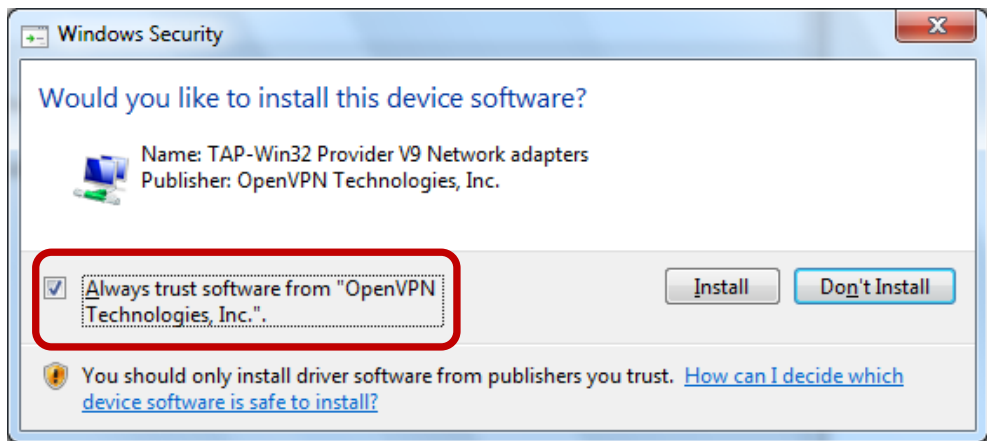 Windows Security
Would you like to install this device software?
Name: TAP-Win32 Provider V9 Network adapters
Publisher: OpenVPN Technologies, Inc.
Always trust software from "OpenVPN
Technologies, Inc.".
Install
Don't Install
You should only install driver software from publishers you trust. How can I decide which
device software is safe to install?